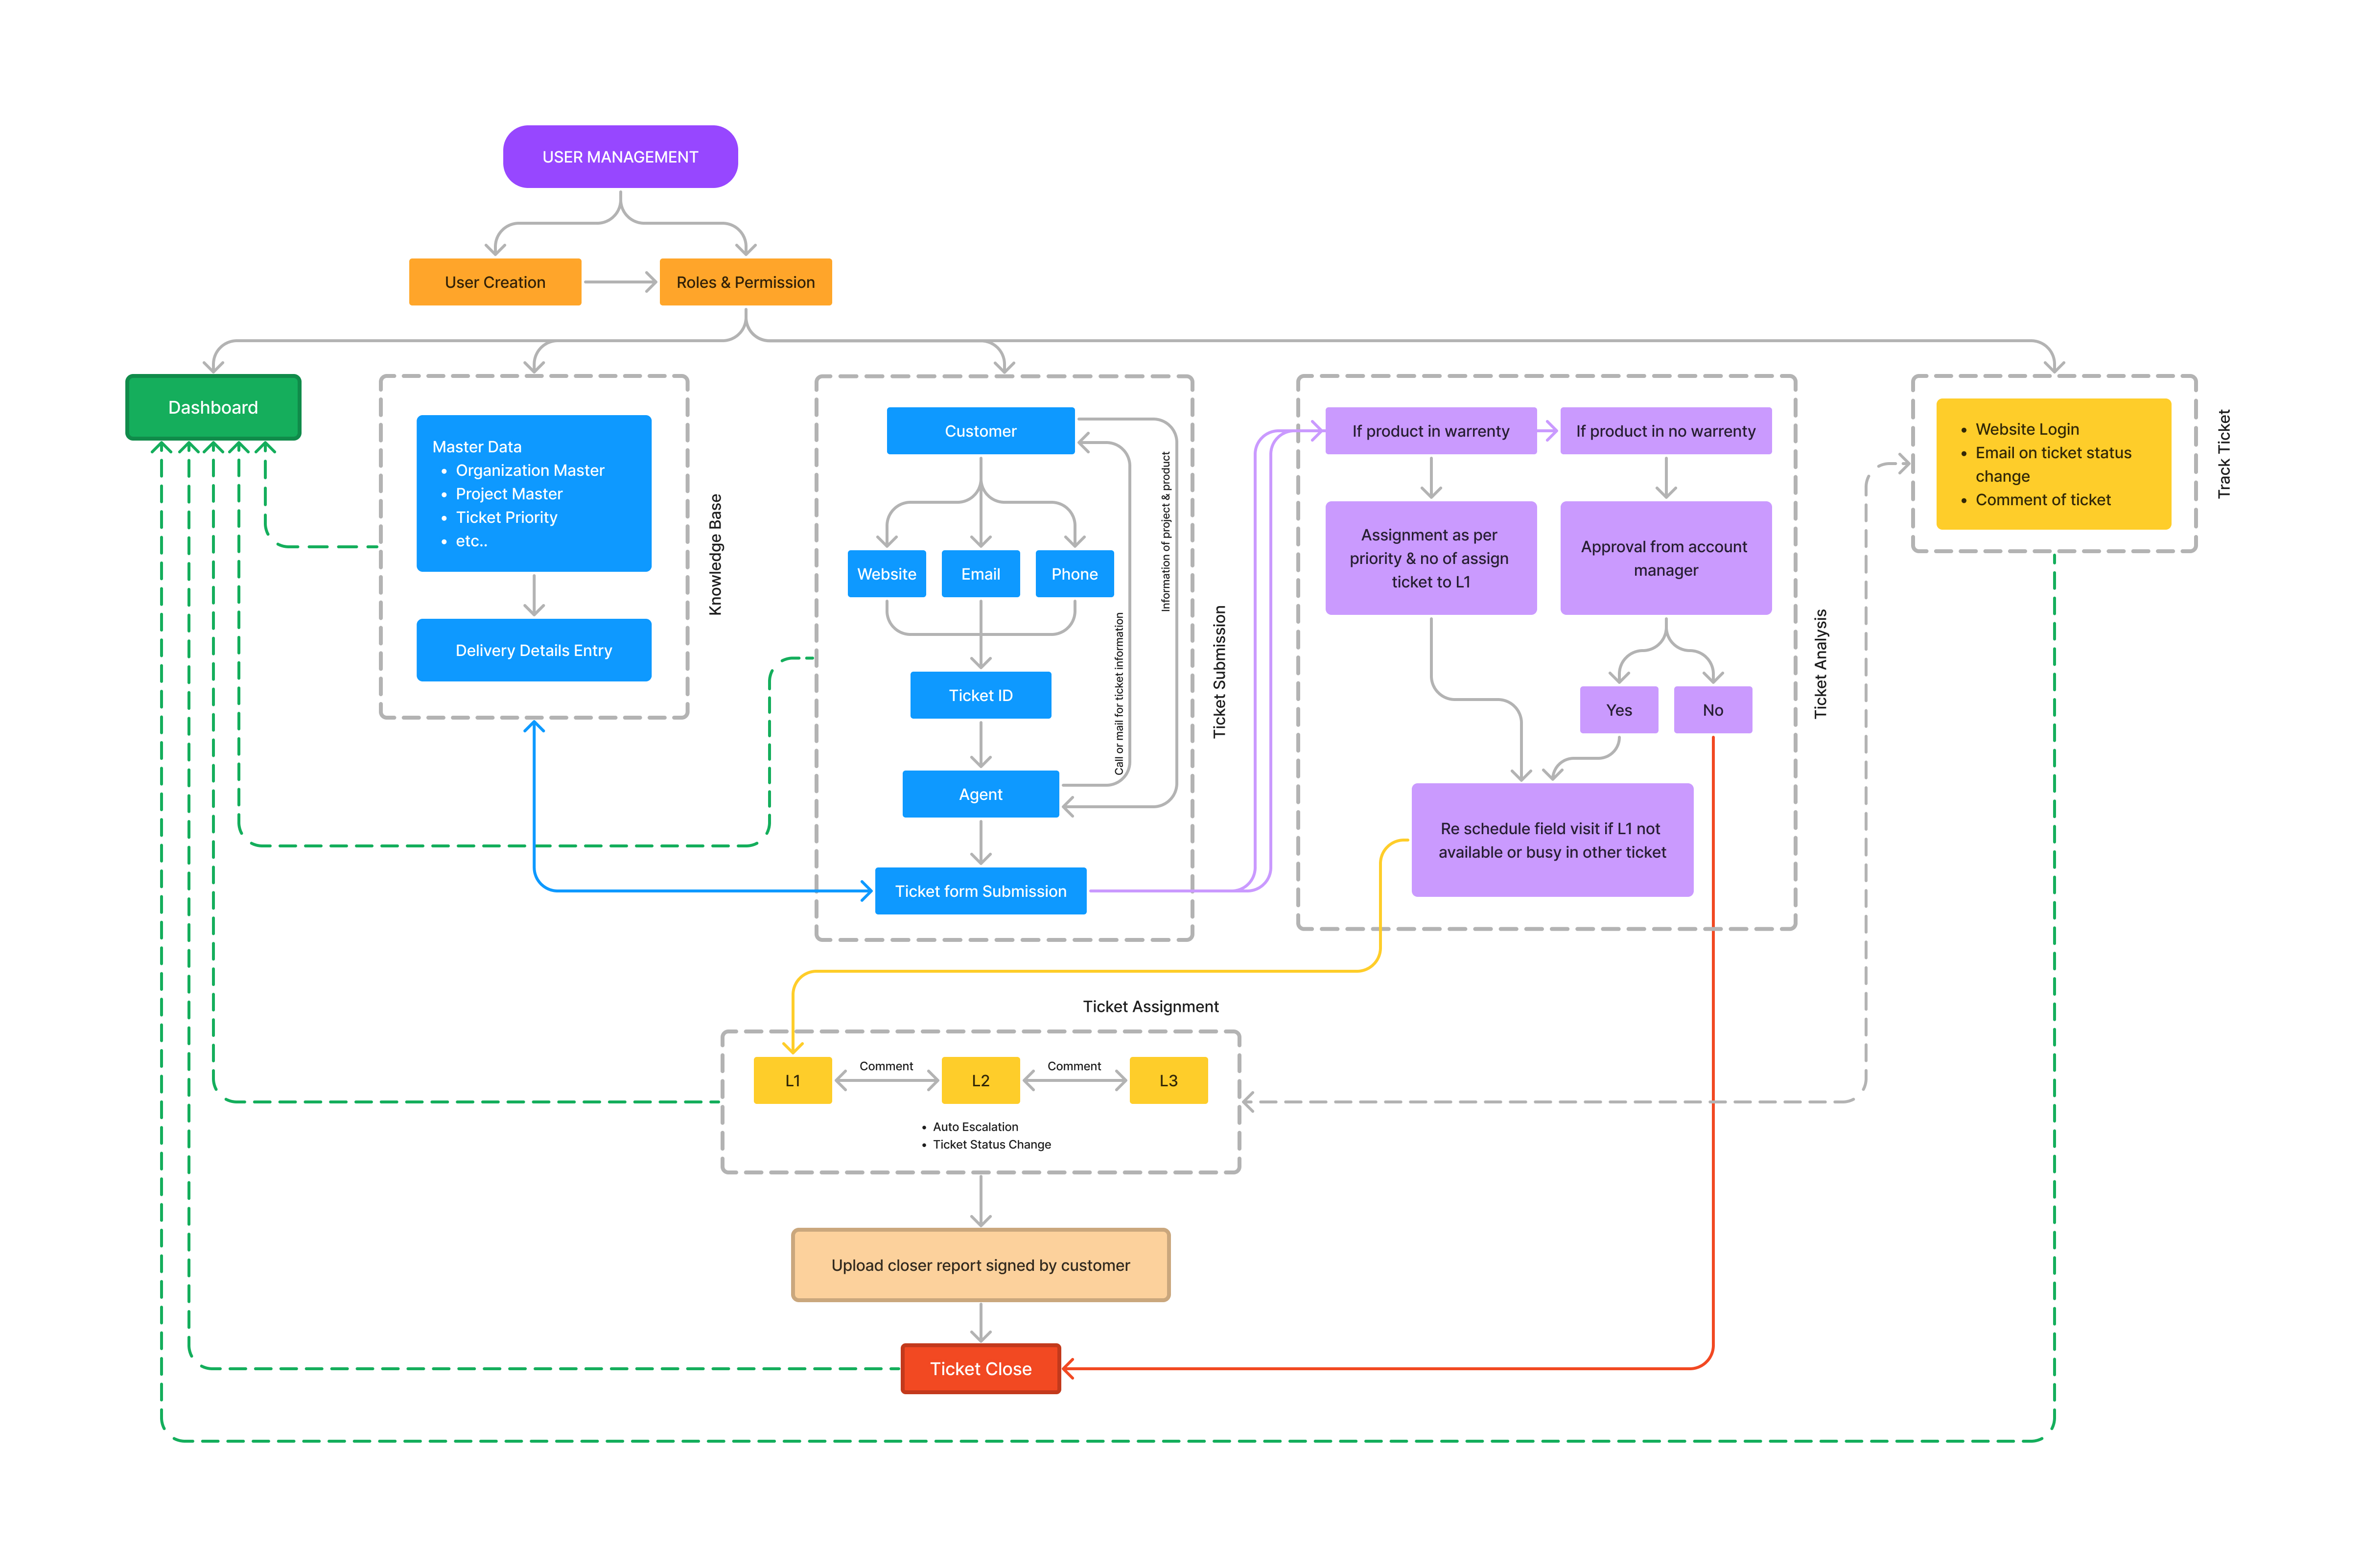 USER MANAGEMENT
User Creation
Roles & Permission
Dashboard
Master Data
• Organization Master
• Project Master
• Ticket Priority
• etc..
Delivery Details Entry
Knowledge Base
Customer
Website
Email
Phone
Ticket ID
Agent
Ticket form Submission
Call or mail for ticket information
Information of project & product
Ticket Submission
If product in warrenty
If product in no warrenty
Assignment as per
priority & no of assign
ticket to L1
Approval from account
manager
Yes
No
Re schedule field visit if L1 not
available or busy in other ticket
Ticket Analysis
• Website Login
• Email on ticket status
change
• Comment of ticket
Track Ticket
Ticket Assignment
L1
Comment
L2
Comment
L3
• Auto Escalation
• Ticket Status Change
Upload closer report signed by customer
Ticket Close